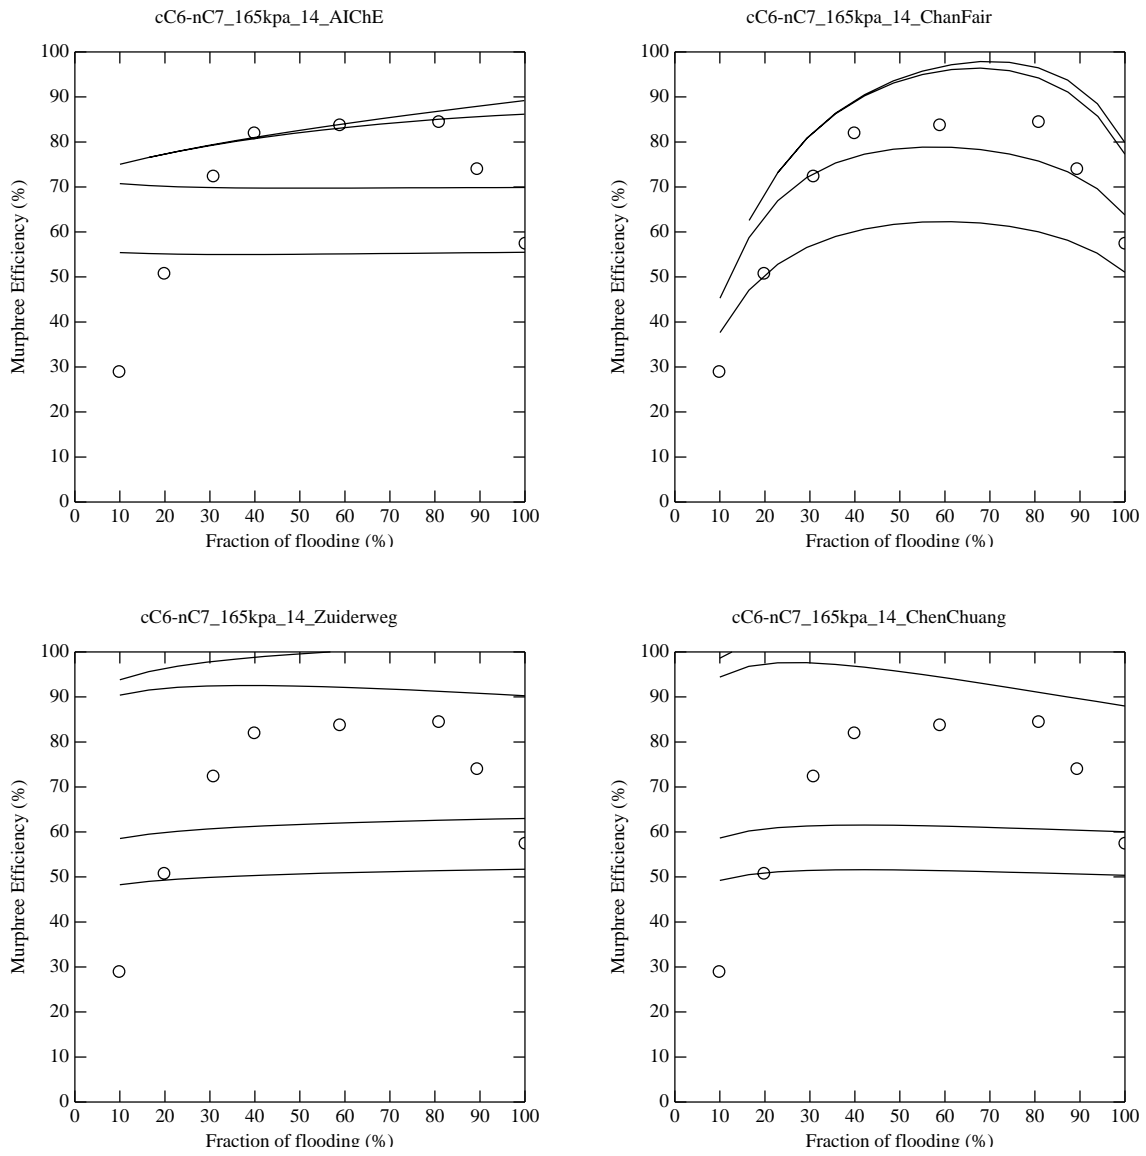 cC6-nC7_165kpa_14_AIChE
100
90
80
70
60
50
40
30
20
10
0
0 10 20 30 40 50 60 70 80 90 100
Murphree Efficiency (%)
Fraction of flooding (%)
cC6-nC7_165kpa_14_ChanFair
100
90
80
70
60
50
40
30
20
10
0
0 10 20 30 40 50 60 70 80 90 100
Murphree Efficiency (%)
Fraction of flooding (%)
cC6-nC7_165kpa_14_Zuiderweg
100
90
80
70
60
50
40
30
20
10
0
0 10 20 30 40 50 60 70 80 90 100
Murphree Efficiency (%)
Fraction of flooding (%)
cC6-nC7_165kpa_14_ChenChuang
100
90
80
70
60
50
40
30
20
10
0
0 10 20 30 40 50 60 70 80 90 100
Murphree Efficiency (%)
Fraction of flooding (%)